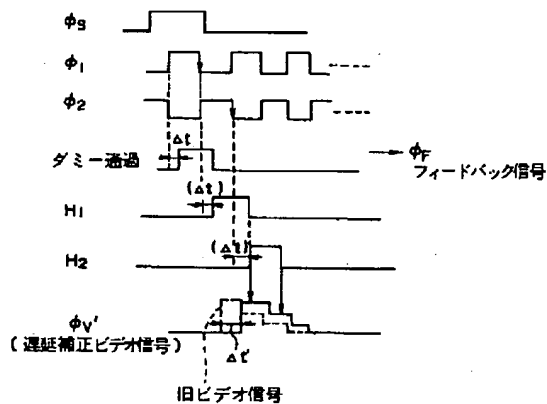 φS
φ1
φ2
Δt
ダミー通過
φF
フィードバック信号
(Δt)
H1
(Δt)
H2
φV'
(遅延補正ビデオ信号)
Δt'
旧ビデオ信号